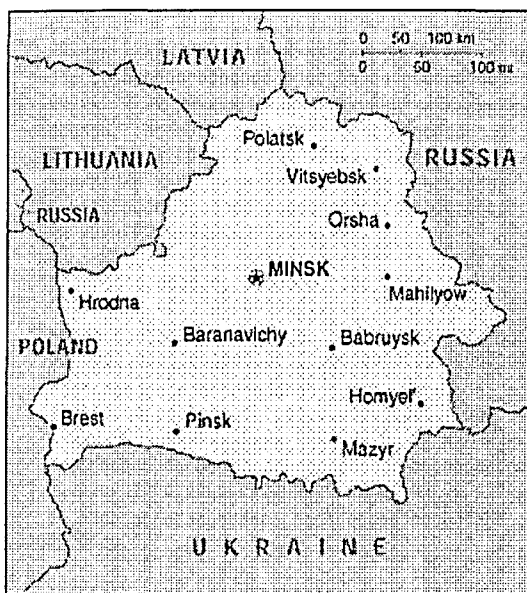 0 50 100 km
0 50 100 mi
LATVIA
Polatsk
LITHUANIA
Vitsyebsk
RUSSIA
RUSSIA
Orsha
MINSK
Hrodna
Mahilyow
Baranavichy
Babruysk
POLAND
Homyel'
Brest
Pinsk
Mazyr
UKRAINE